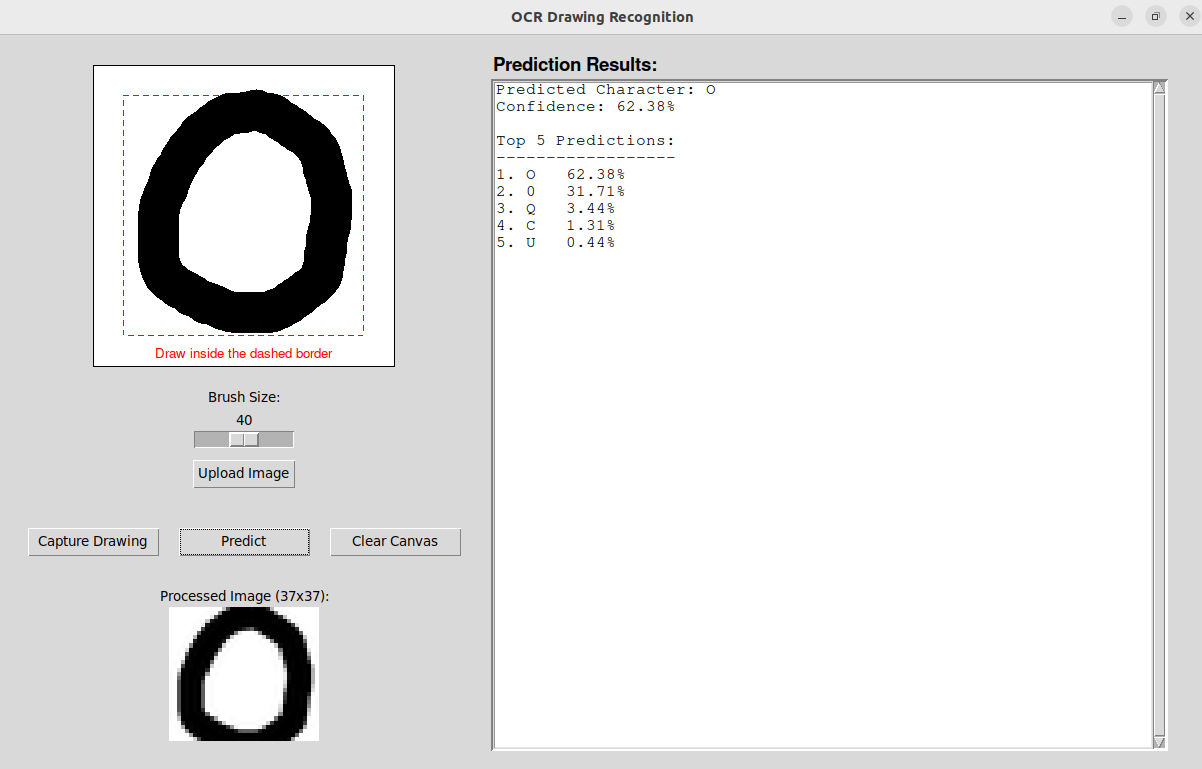 OCR Drawing Recognition
Draw inside the dashed border
Brush Size:
40
Upload Image
Capture Drawing
Predict
Clear Canvas
Processed Image (37x37):
Prediction Results:
Predicted Character: O
Confidence: 62.38%
Top 5 Predictions:
------------------
1. O 62.38%
2. 0 31.71%
3. Q 3.44%
4. C 1.31%
5. U 0.44%